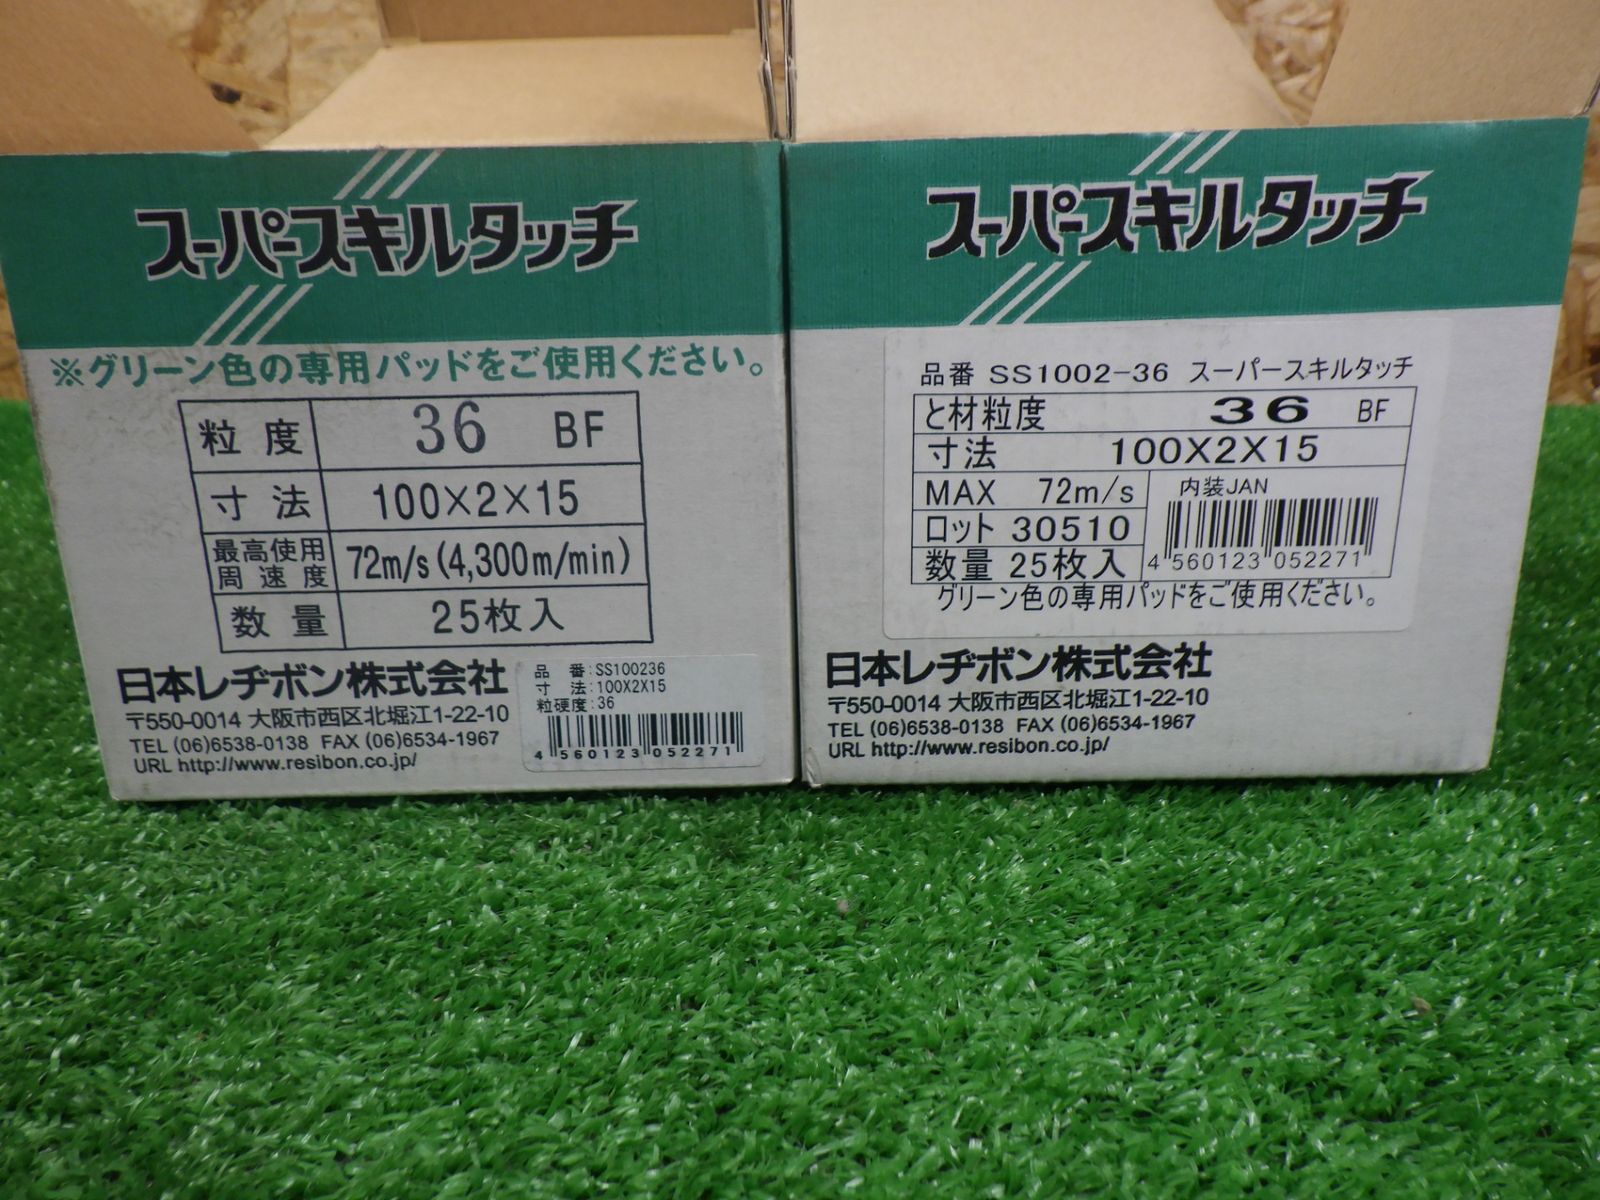 スーパースキルタッチ
※グリーン色の専用パッドをご使用ください。
粒度 36 BF
寸法 100×2×15
最高使用周速度 72m/s(4,300m/min)
数量 25枚入
日本レヂボン株式会社
〒550-0014 大阪市西区北堀江1-22-10
TEL (06)6538-0138 FAX (06)6534-1967
URL http://www.resibon.co.jp/
品番:SS100236
寸法:100X2X15
粒硬度:36
4 560123 052271
スーパースキルタッチ
品番 SS1002-36 スーパースキルタッチ
と材粒度 36 BF
寸法 100X2X15
MAX 72m/s
ロット 30510
数量 25枚入
内装JAN
4 560123 052271
グリーン色の専用パッドをご使用ください。
日本レヂボン株式会社
〒550-0014 大阪市西区北堀江1-22-10
TEL (06)6538-0138 FAX (06)6534-1967
URL http://www.resibon.co.jp/